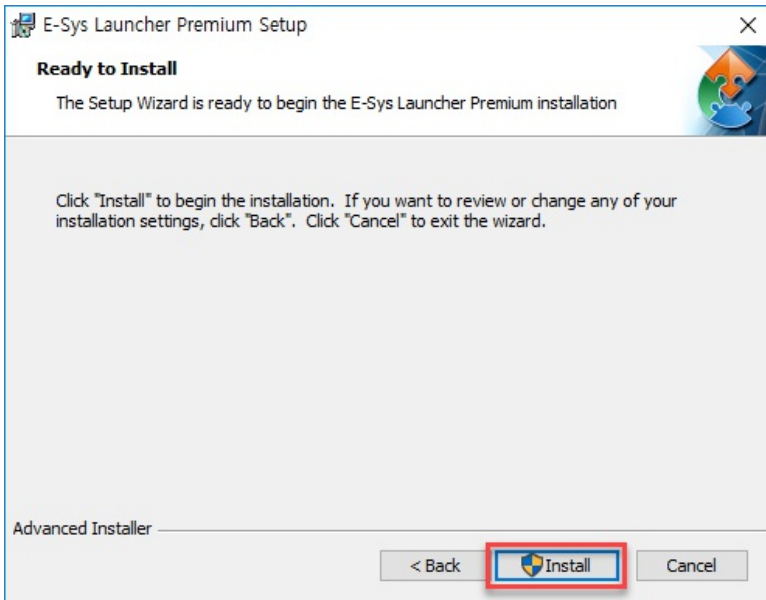 E-Sys Launcher Premium Setup
Ready to Install
The Setup Wizard is ready to begin the E-Sys Launcher Premium installation
Click "Install" to begin the installation.  If you want to review or change any of your
installation settings, click "Back".  Click "Cancel" to exit the wizard.
Advanced Installer
< Back
Install
Cancel